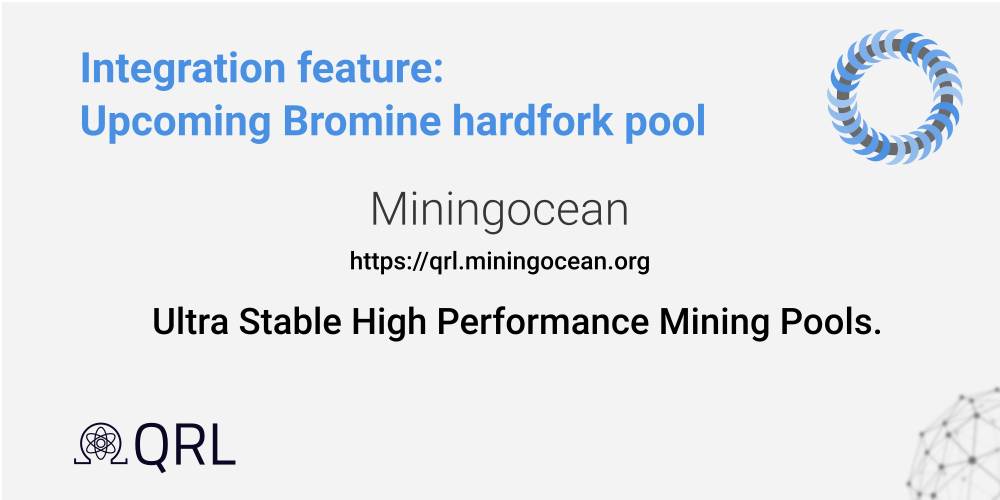 Integration feature:
Upcoming Bromine hardfork pool
Miningocean
https://qrl.miningocean.org
Ultra Stable High Performance Mining Pools.
QRL